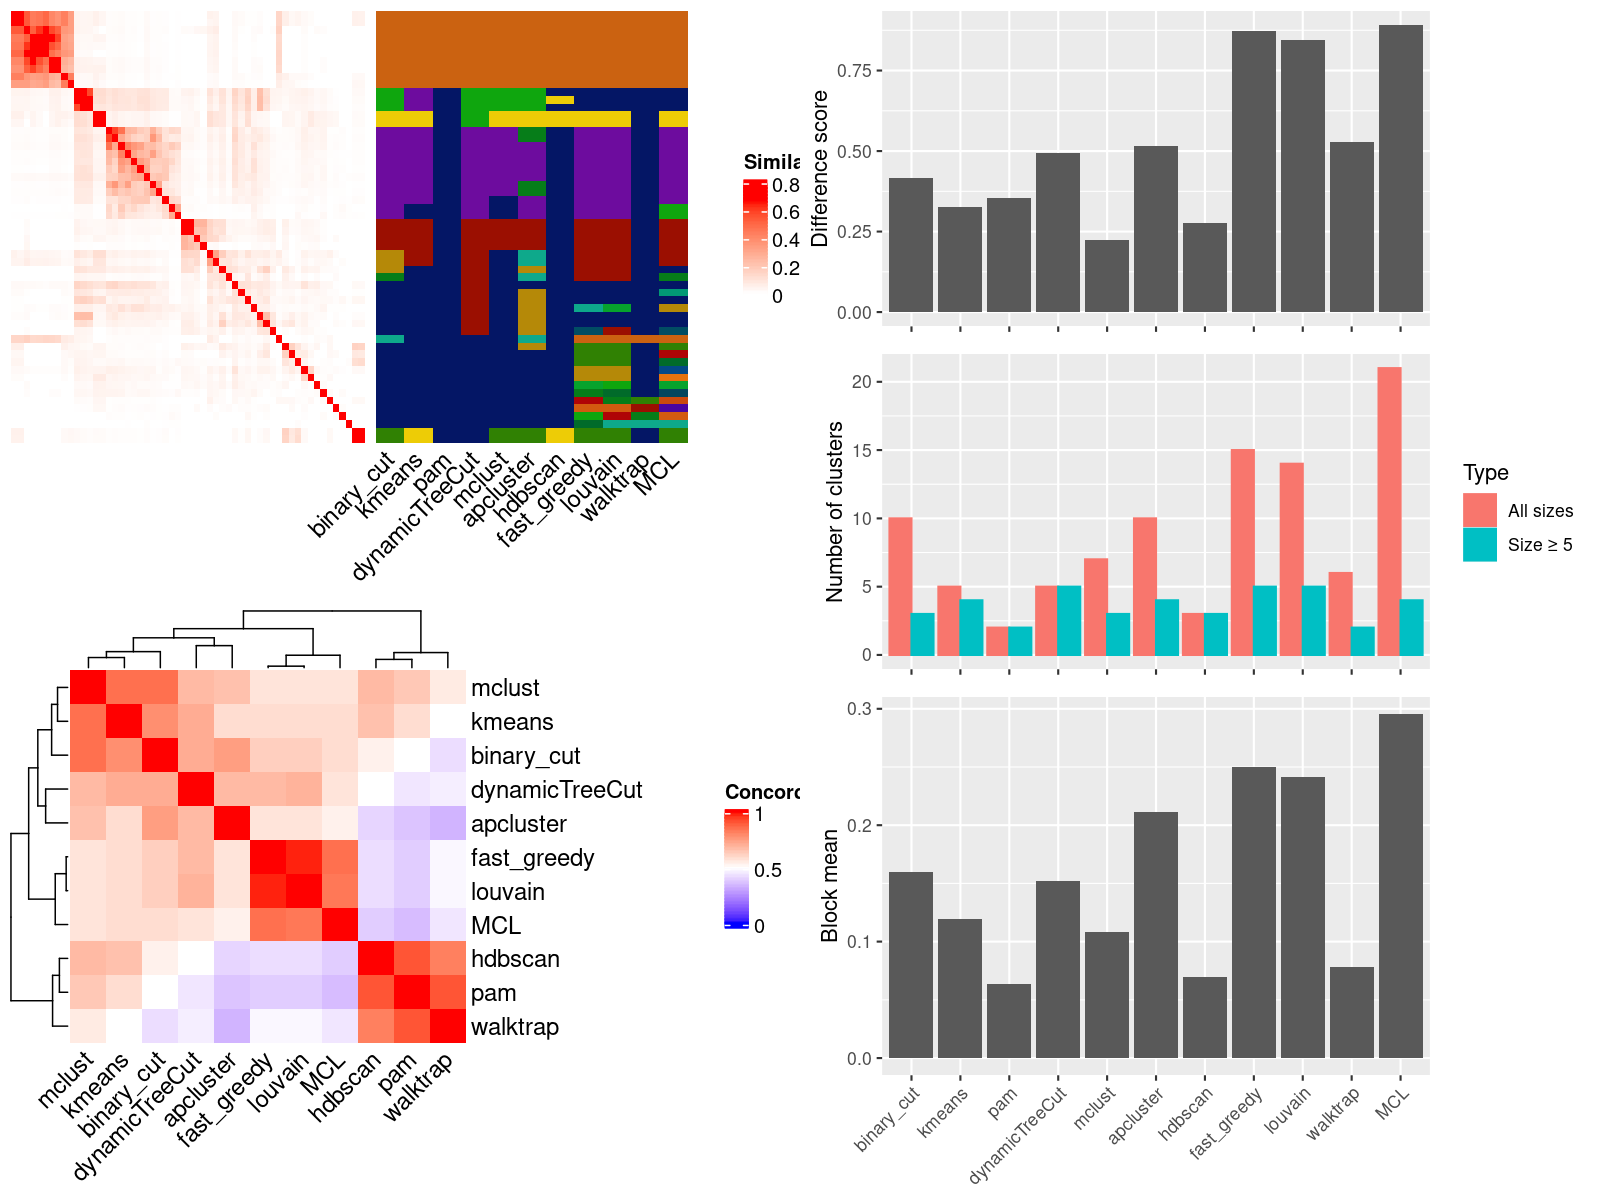 Simila
0.8
0.6
0.4
0.2
0
binary_cut
kmeans
pam
dynamicTreeCut
mclust
apcluster
hdbscan
fast_greedy
louvain
walktrap
MCL
mclust
kmeans
binary_cut
dynamicTreeCut
apcluster
fast_greedy
louvain
MCL
hdbscan
pam
walktrap
mclust
kmeans
binary_cut
dynamicTreeCut
apcluster
fast_greedy
louvain
MCL
hdbscan
pam
walktrap
Concord
1
0.5
0
Difference score
0.75
0.50
0.25
0.00
Number of clusters
20
15
10
5
0
Type
All sizes
Size ≥ 5
Block mean
0.3
0.2
0.1
0.0
binary_cut
kmeans
pam
dynamicTreeCut
mclust
apcluster
hdbscan
fast_greedy
louvain
walktrap
MCL